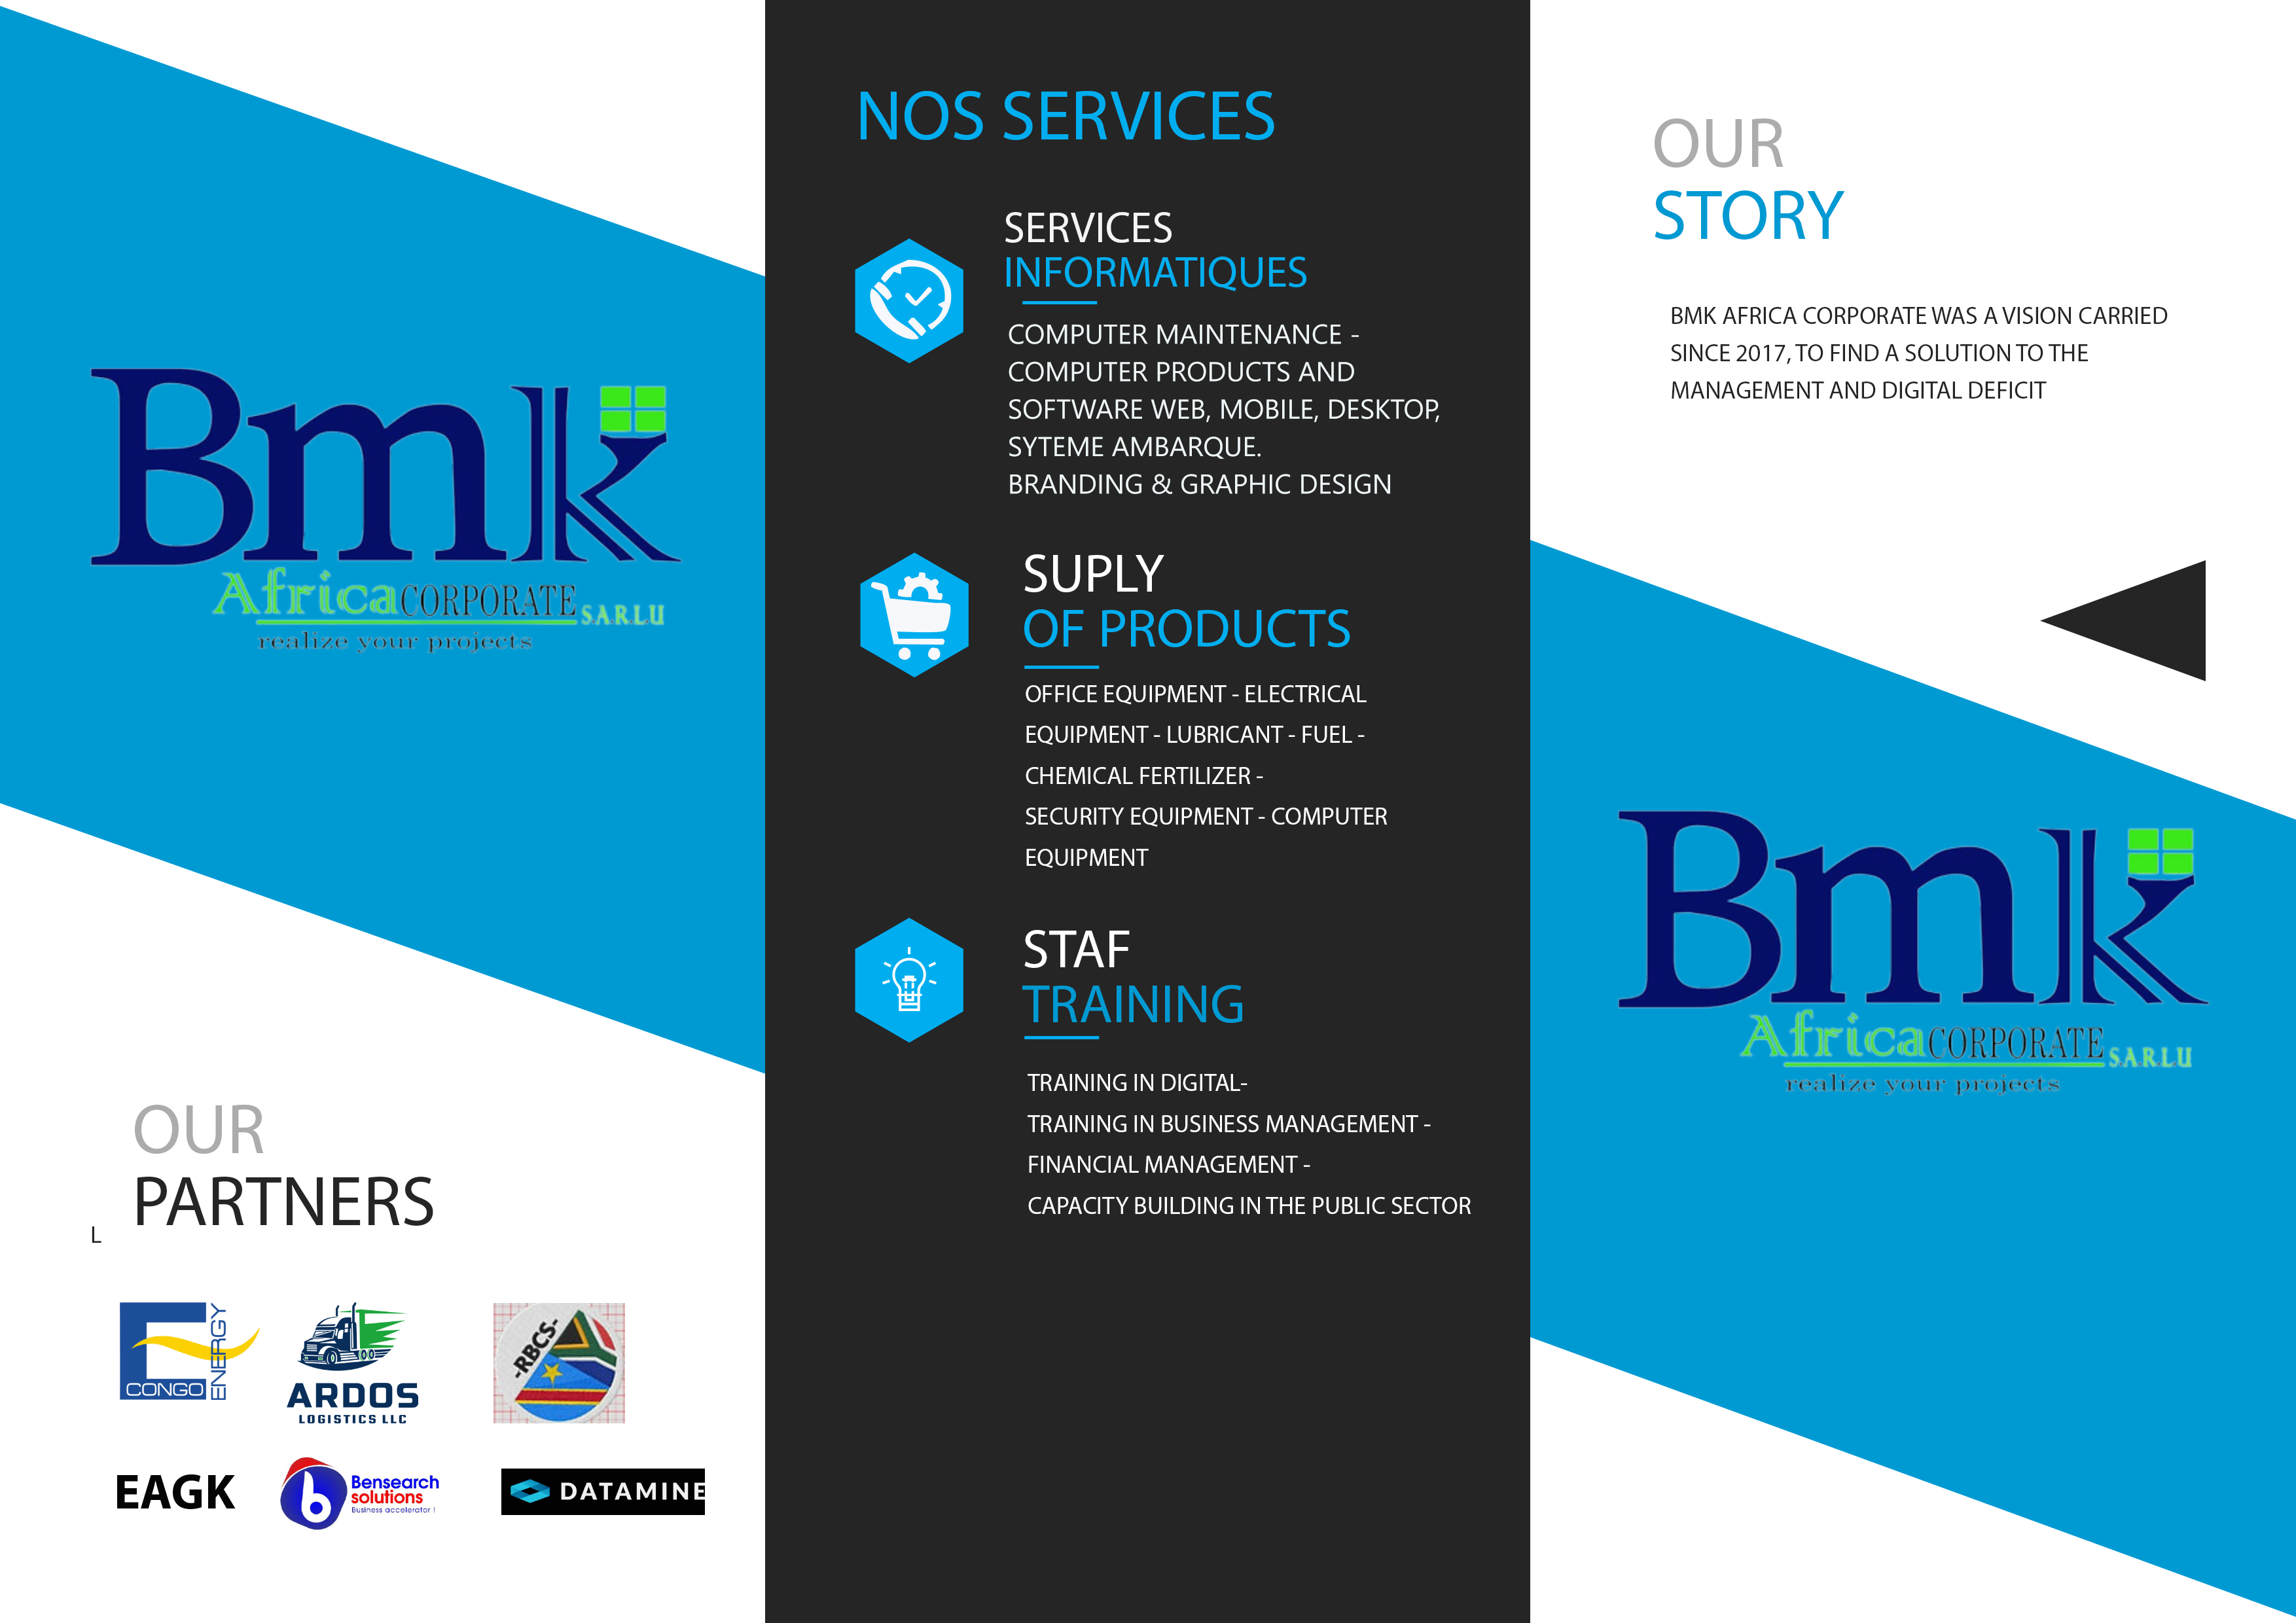 Bmk
Africa CORPORATE S.A.R.L.U
realize your projects
OUR
PARTNERS
L
CONGO
ENERGY
ARDOS
LOGISTICS LLC
-RBCS-
EAGK
b
Bensearch
solutions
Business accelerator !
DATAMINE
NOS SERVICES
SERVICES
INFORMATIQUES
COMPUTER MAINTENANCE -
COMPUTER PRODUCTS AND
SOFTWARE WEB, MOBILE, DESKTOP,
SYTEME AMBARQUE.
BRANDING & GRAPHIC DESIGN
SUPLY
OF PRODUCTS
OFFICE EQUIPMENT - ELECTRICAL
EQUIPMENT - LUBRICANT - FUEL -
CHEMICAL FERTILIZER -
SECURITY EQUIPMENT - COMPUTER
EQUIPMENT
STAF
TRAINING
TRAINING IN DIGITAL-
TRAINING IN BUSINESS MANAGEMENT -
FINANCIAL MANAGEMENT -
CAPACITY BUILDING IN THE PUBLIC SECTOR
OUR
STORY
BMK AFRICA CORPORATE WAS A VISION CARRIED
SINCE 2017, TO FIND A SOLUTION TO THE
MANAGEMENT AND DIGITAL DEFICIT
Bmk
Africa CORPORATE S.A.R.L.U
realize your projects